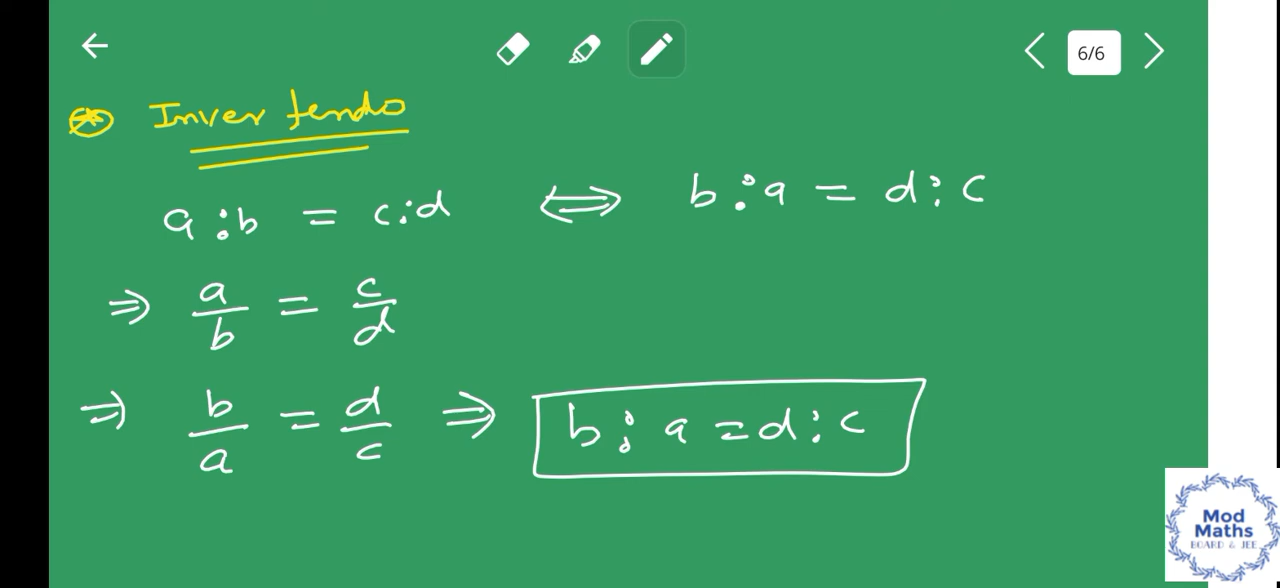 6/6
Invertendo
a:b = c:d ⇔ b:a = d:c
⇒ a/b = c/d
⇒ b/a = d/c ⇒ b:a = d:c
Mod
Maths
BOARD & JEE